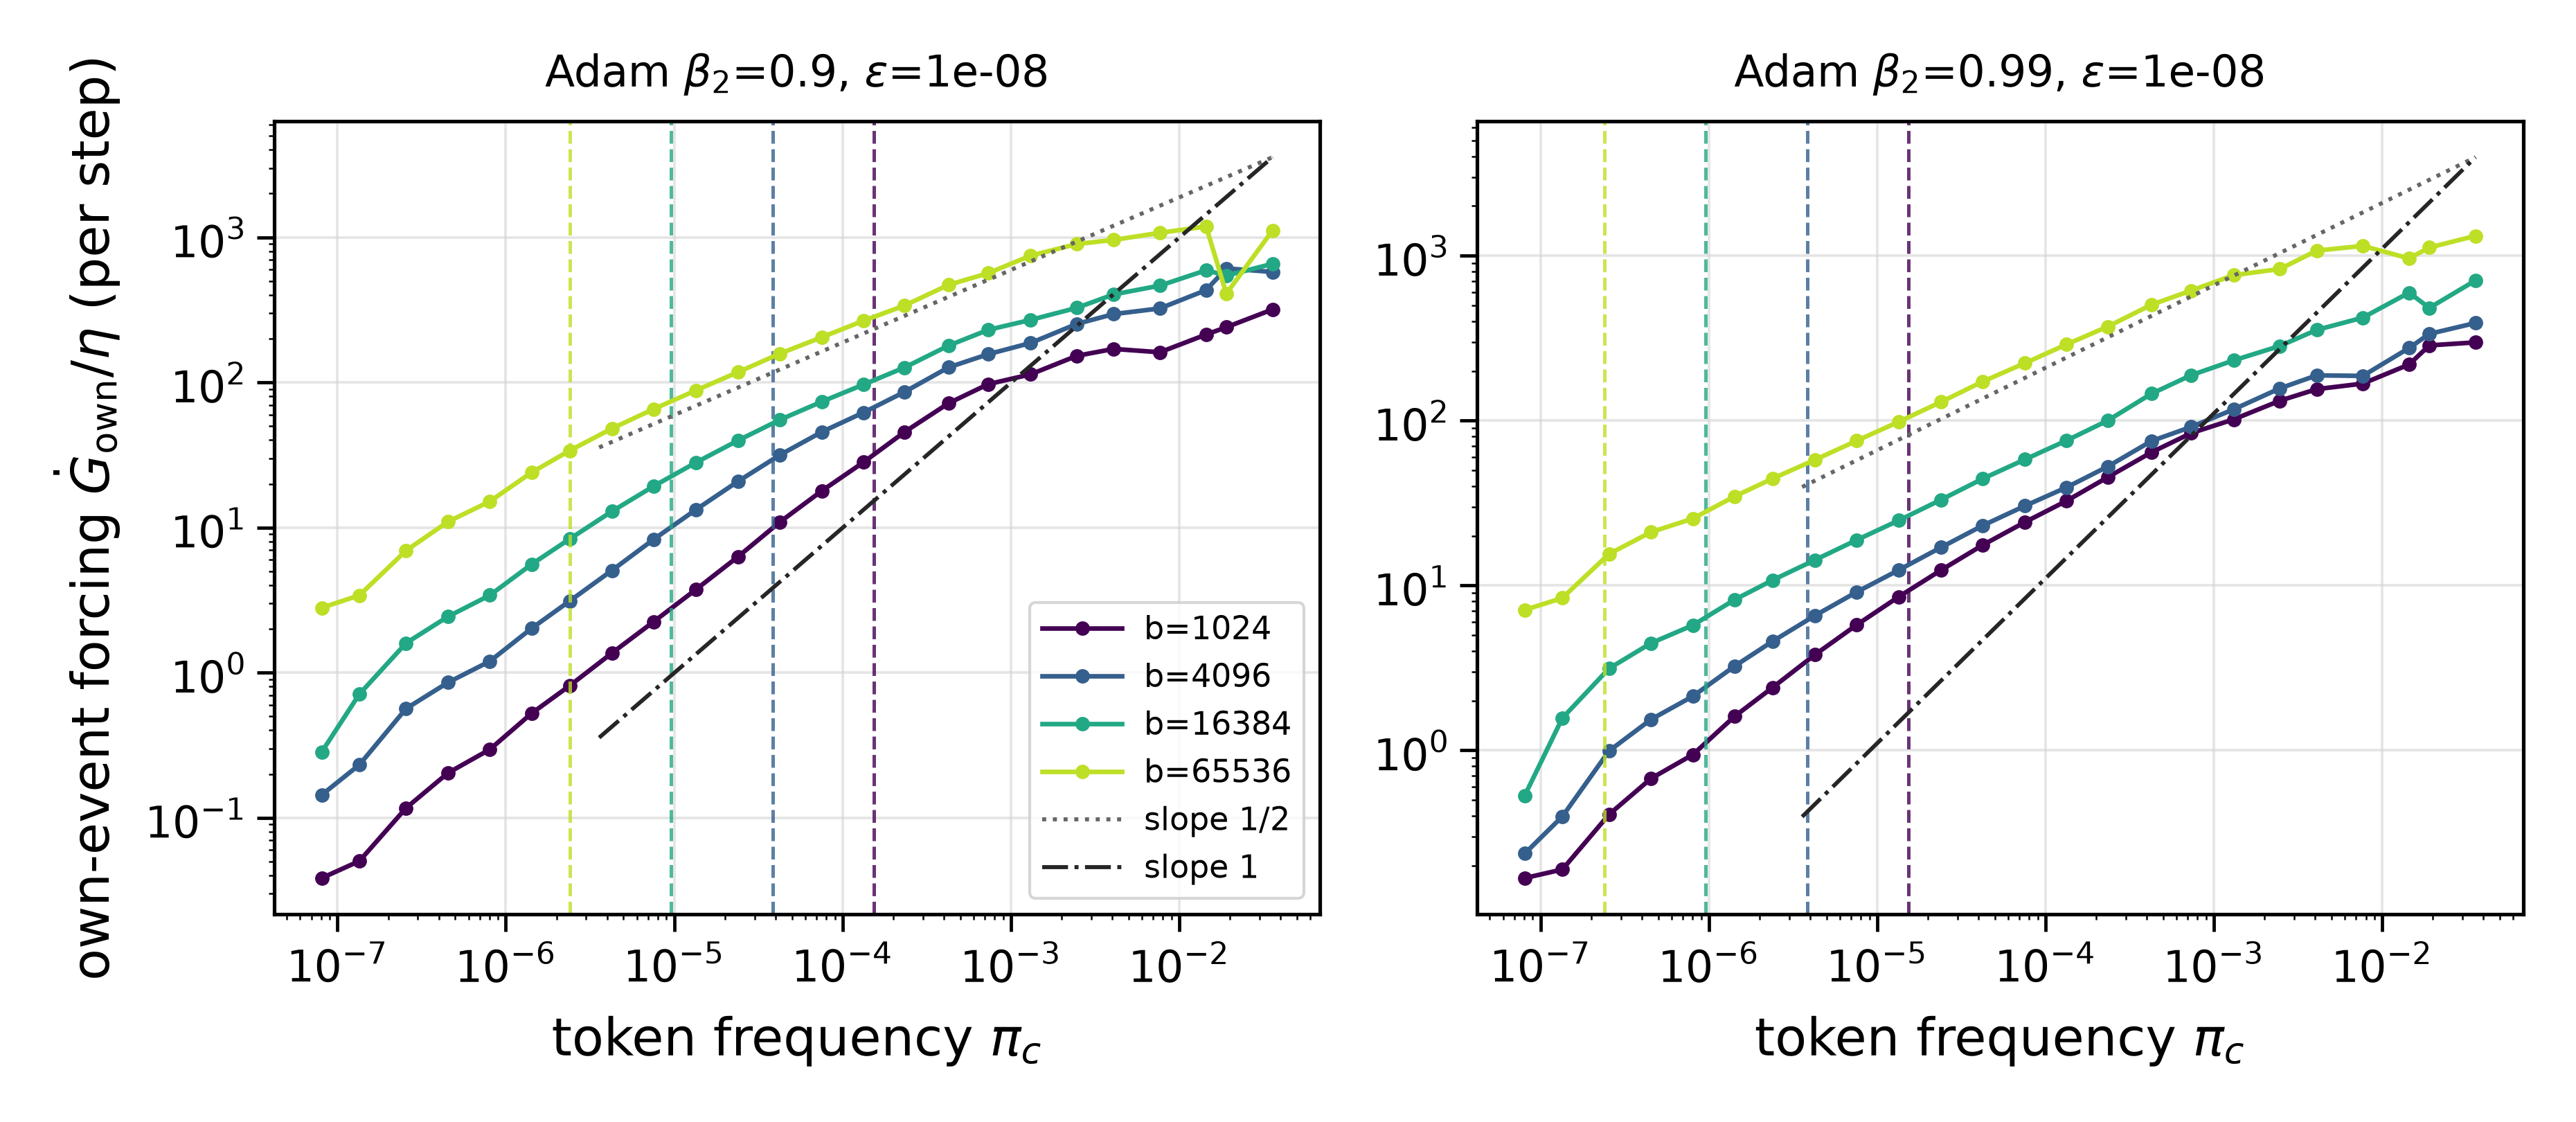 Adam β₂=0.9, ε=1e-08
own-event forcing Ġ_own/η (per step)
10³
10²
10¹
10⁰
10⁻¹
b=1024
b=4096
b=16384
b=65536
slope 1/2
slope 1
10⁻⁷ 10⁻⁶ 10⁻⁵ 10⁻⁴ 10⁻³ 10⁻²
token frequency π_c
Adam β₂=0.99, ε=1e-08
10³
10²
10¹
10⁰
10⁻⁷ 10⁻⁶ 10⁻⁵ 10⁻⁴ 10⁻³ 10⁻²
token frequency π_c